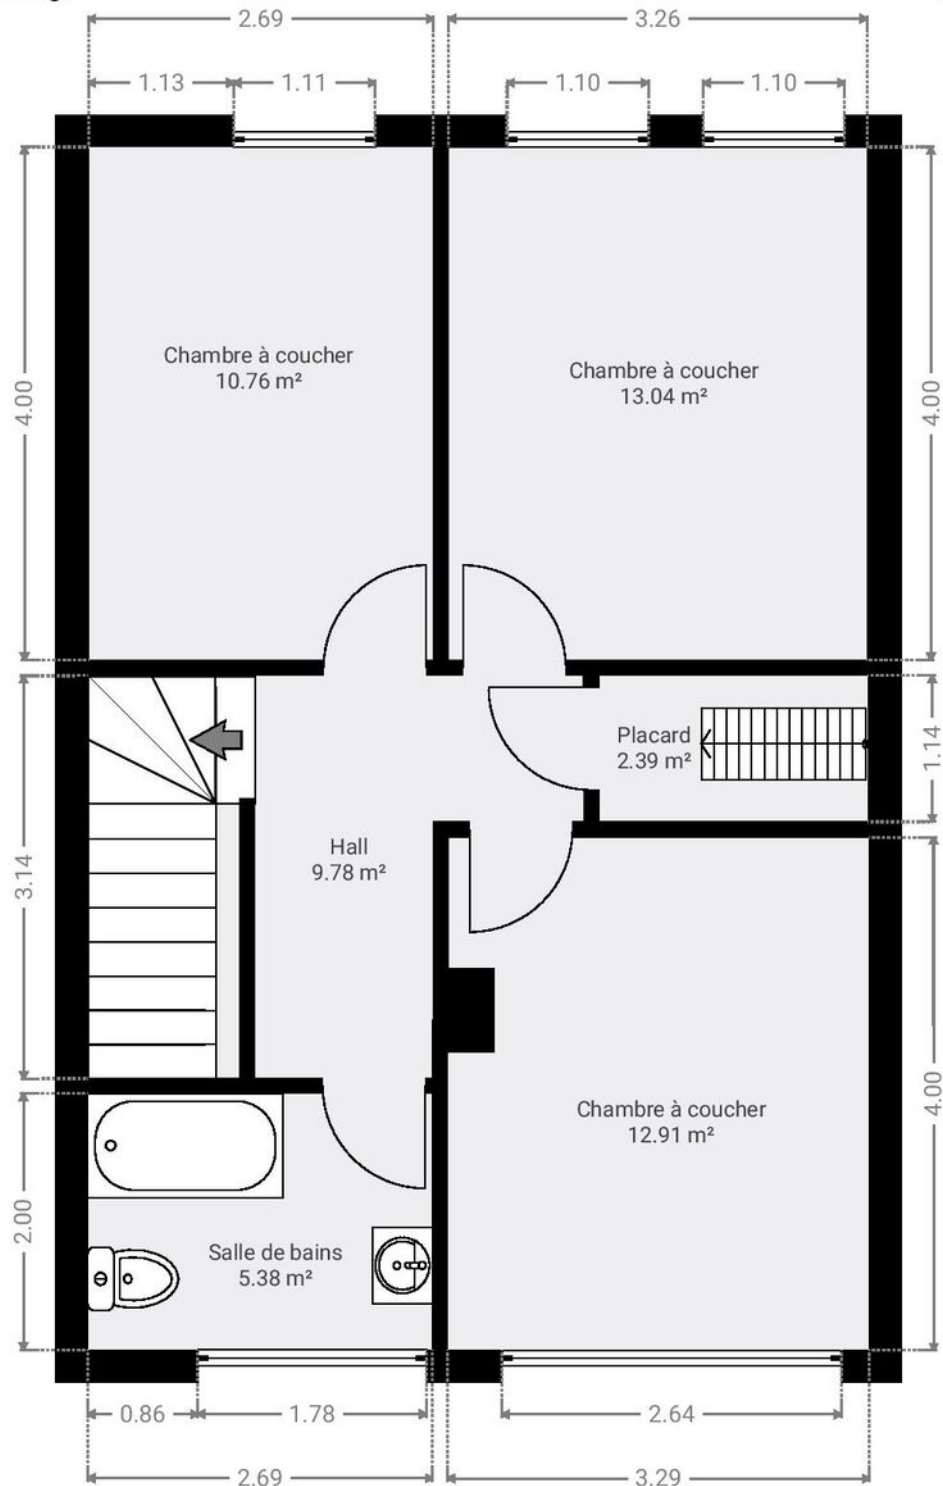 2.69
3.26
1.13
1.11
1.10
1.10
4.00
4.00
Chambre à coucher
10.76 m²
Chambre à coucher
13.04 m²
Placard
2.39 m²
1.14
Hall
9.78 m²
3.14
Chambre à coucher
12.91 m²
4.00
2.00
Salle de bains
5.38 m²
0.86
1.78
2.64
2.69
3.29